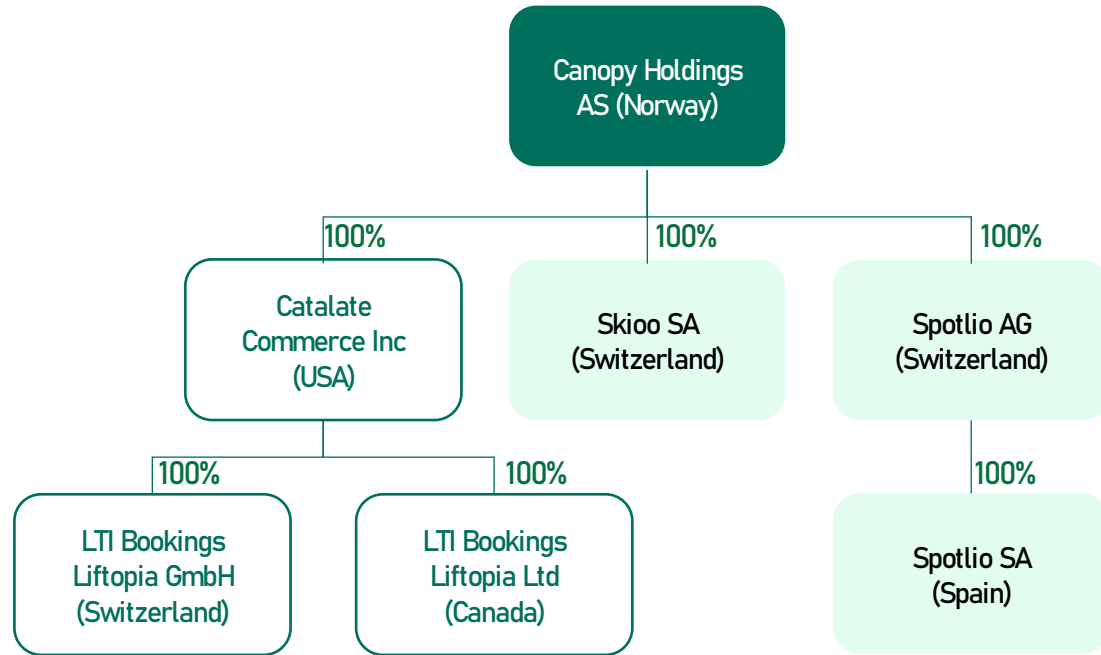 Canopy Holdings
AS (Norway)
100%
100%
100%
Catalate
Commerce Inc
(USA)
Skioo SA
(Switzerland)
Spotlio AG
(Switzerland)
100%
100%
100%
LTI Bookings
Liftopia GmbH
(Switzerland)
LTI Bookings
Liftopia Ltd
(Canada)
Spotlio SA
(Spain)